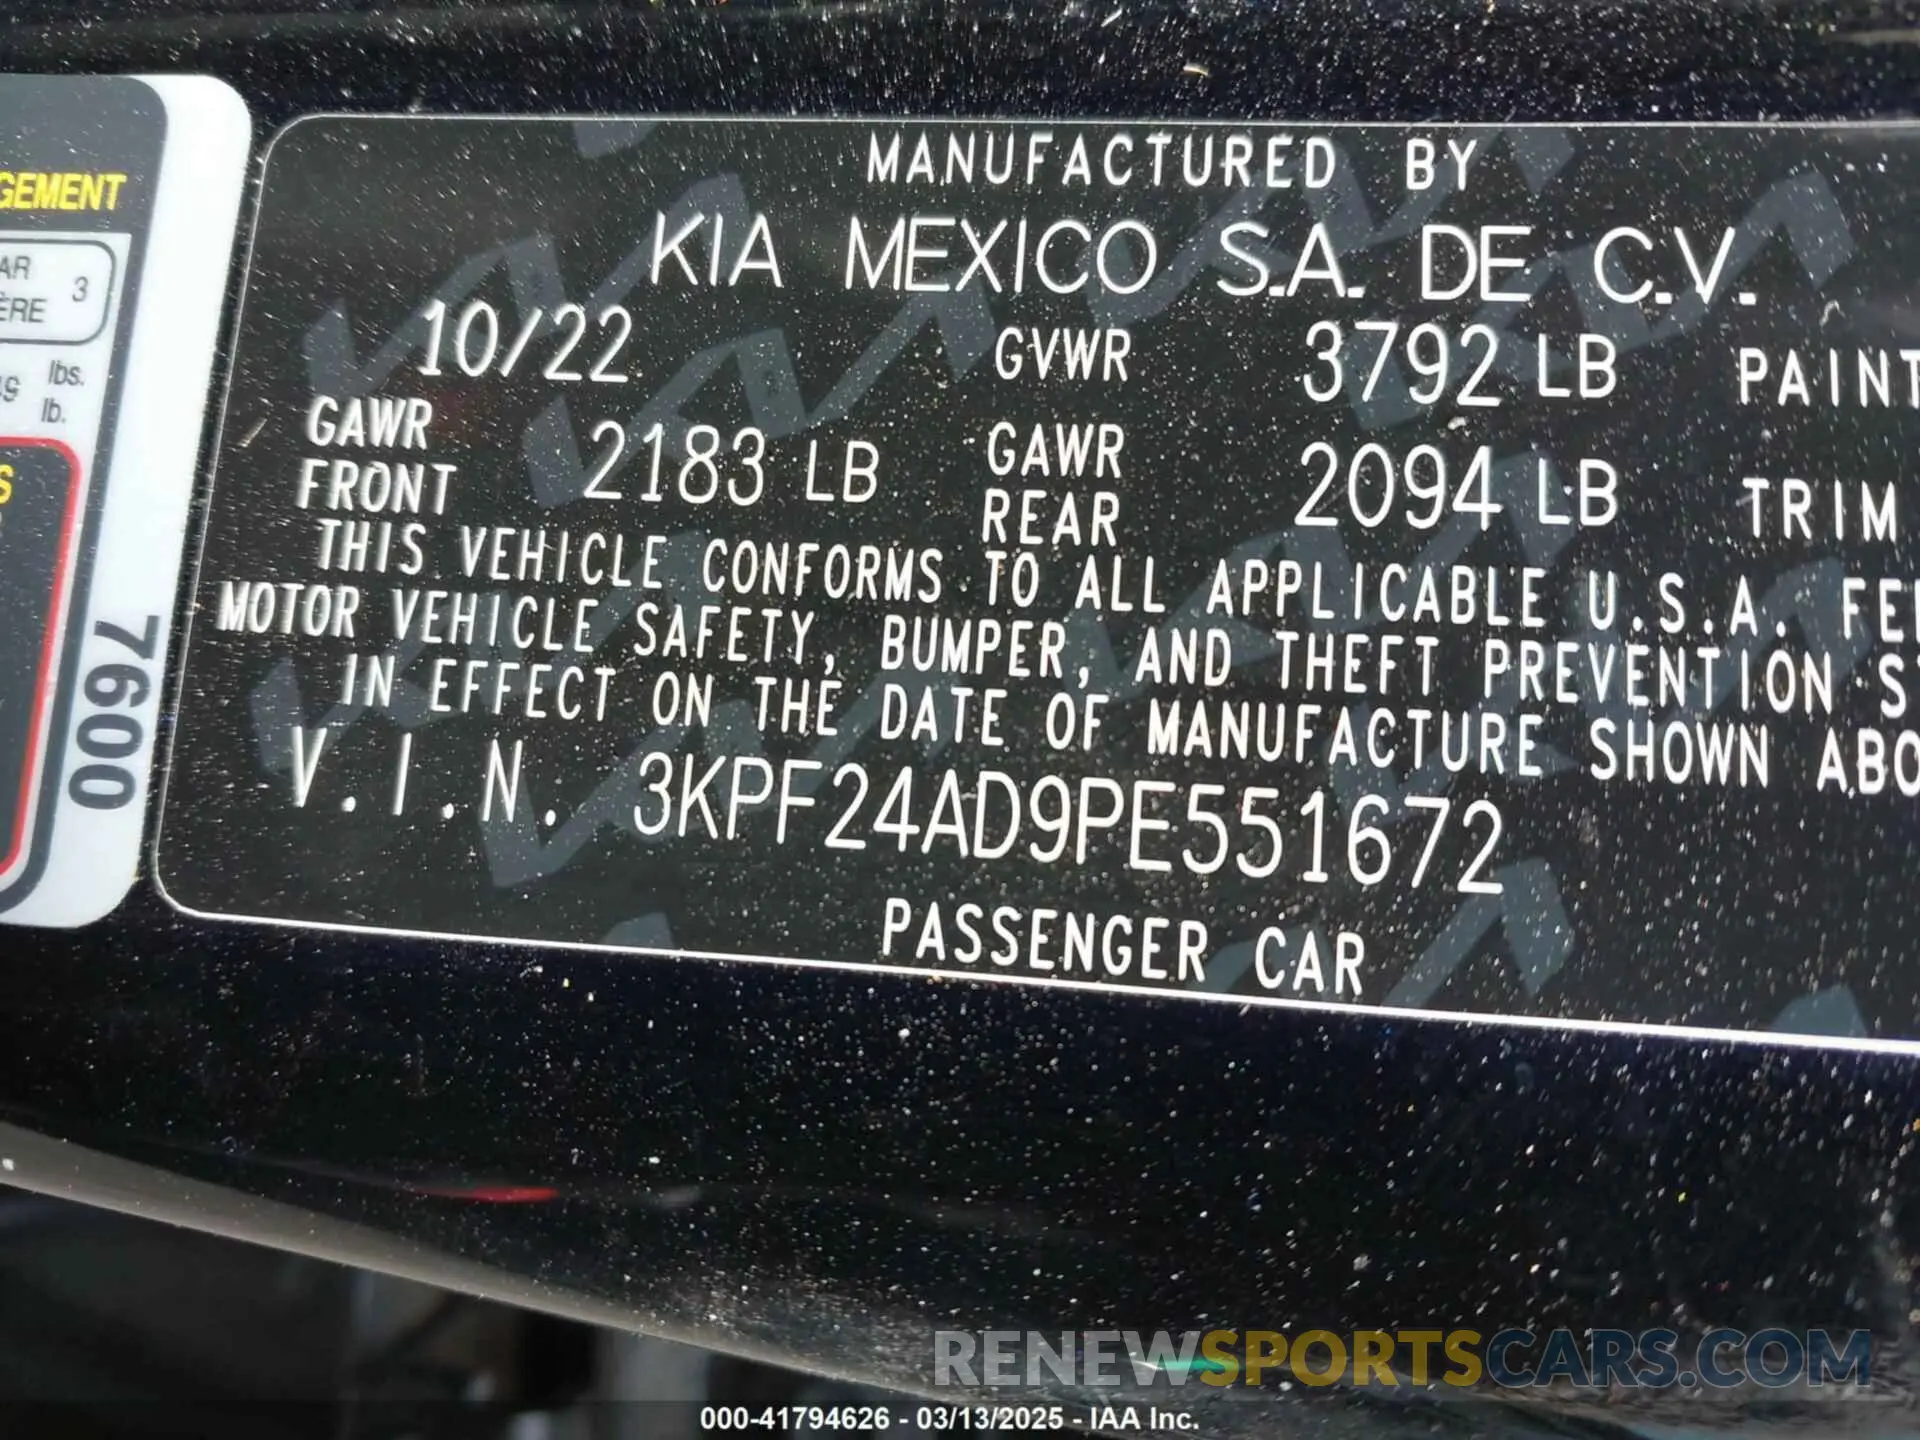 GEMENT
AR 3
ÈRE
lbs.
lb.
S
7600
MANUFACTURED BY
KIA MEXICO S.A. DE C.V.
10/22 GVWR 3792 LB PAINT
GAWR FRONT 2183 LB GAWR REAR 2094 LB TRIM
THIS VEHICLE CONFORMS TO ALL APPLICABLE U.S.A. FE
MOTOR VEHICLE SAFETY, BUMPER, AND THEFT PREVENTION S
IN EFFECT ON THE DATE OF MANUFACTURE SHOWN ABO
V.I.N. 3KPF24AD9PE551672
PASSENGER CAR
RENEWSPORTSCARS.COM
000-41794626 - 03/13/2025 - IAA Inc.